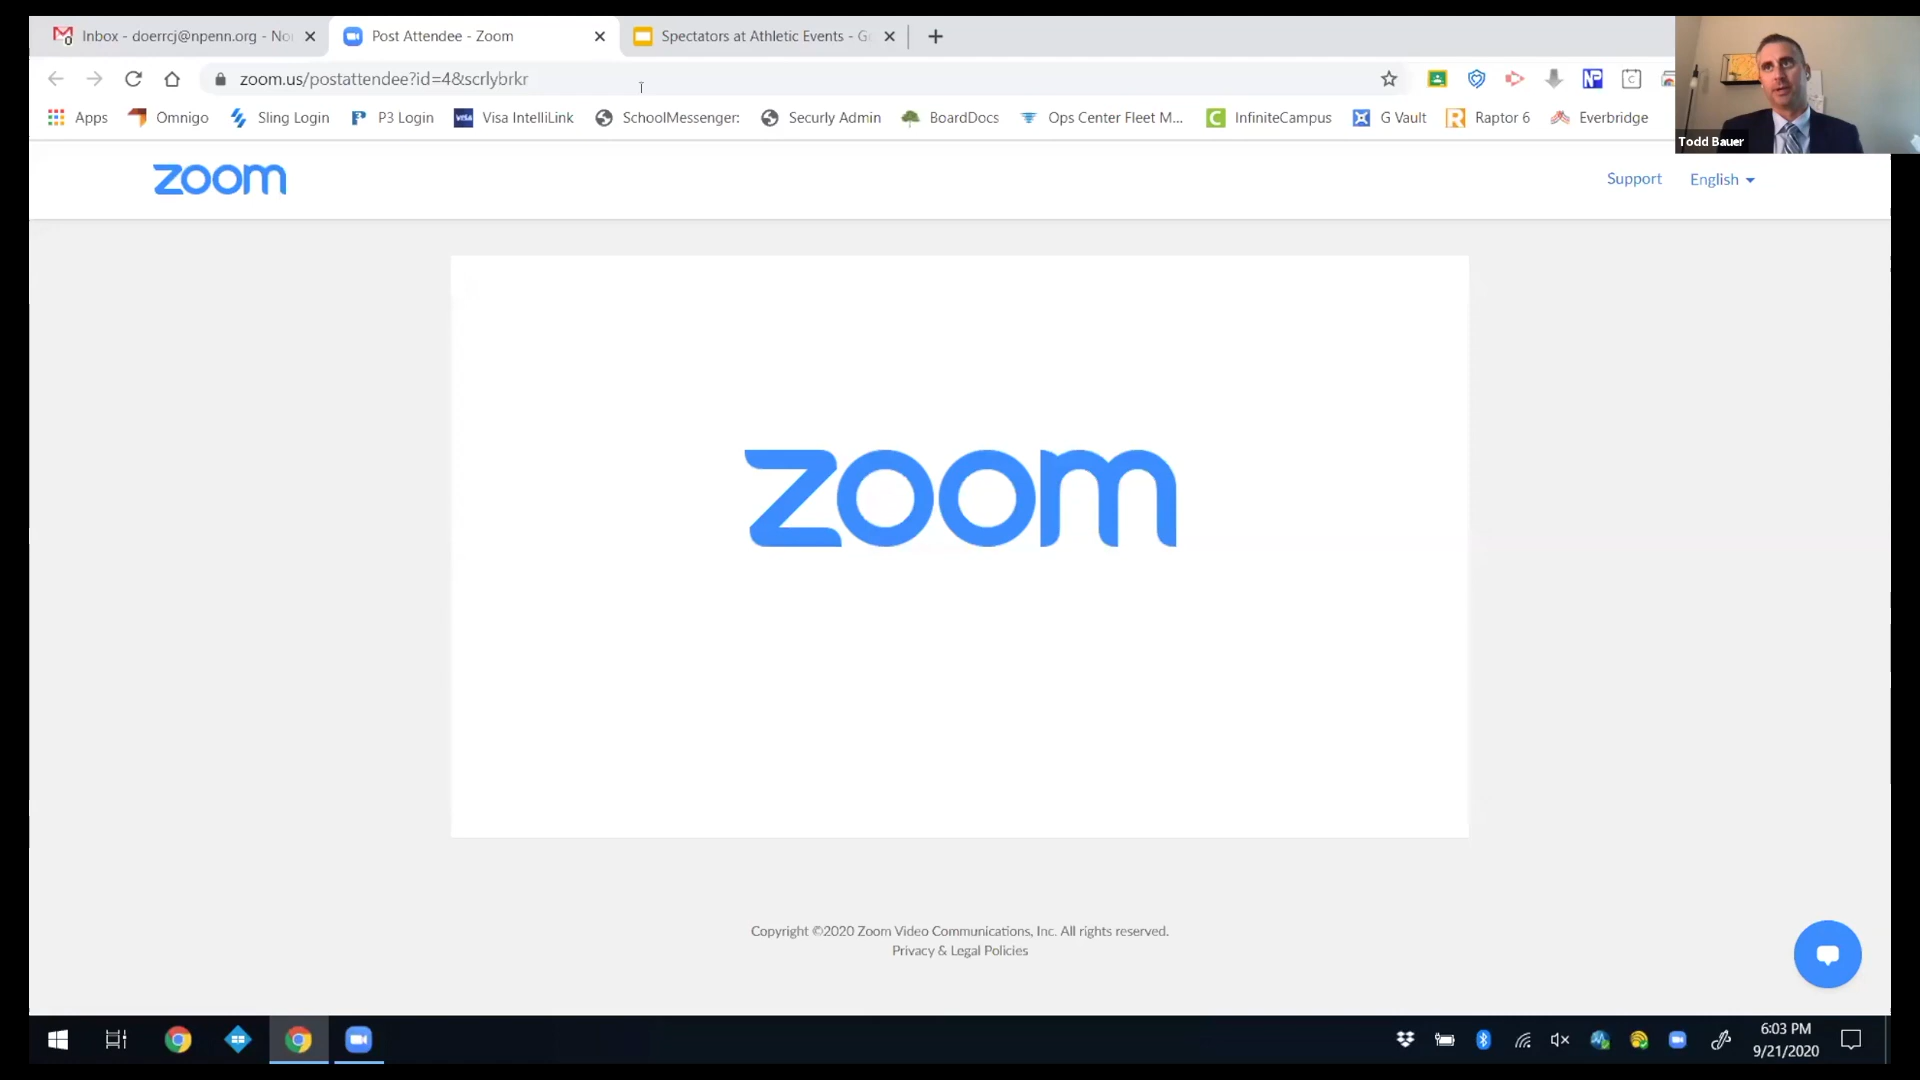 Inbox - doerrcj@npenn.org - No
Post Attendee - Zoom
Spectators at Athletic Events - G
zoom.us/postattendee?id=4&scrlybrkr
Apps
Omnigo
Sling Login
P3 Login
VISA
Visa IntelliLink
SchoolMessenger:
Securly Admin
BoardDocs
Ops Center Fleet M...
InfiniteCampus
G Vault
Raptor 6
Everbridge
Todd Bauer
zoom
Support
English
zoom
Copyright ©2020 Zoom Video Communications, Inc. All rights reserved.
Privacy & Legal Policies
6:03 PM
9/21/2020